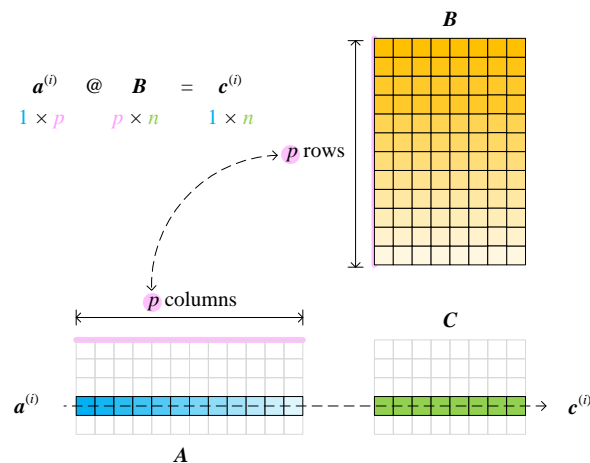 B
a⁽ⁱ⁾ @ B = c⁽ⁱ⁾
1 × p p × n 1 × n
p rows
p columns
C
a⁽ⁱ⁾
c⁽ⁱ⁾
A